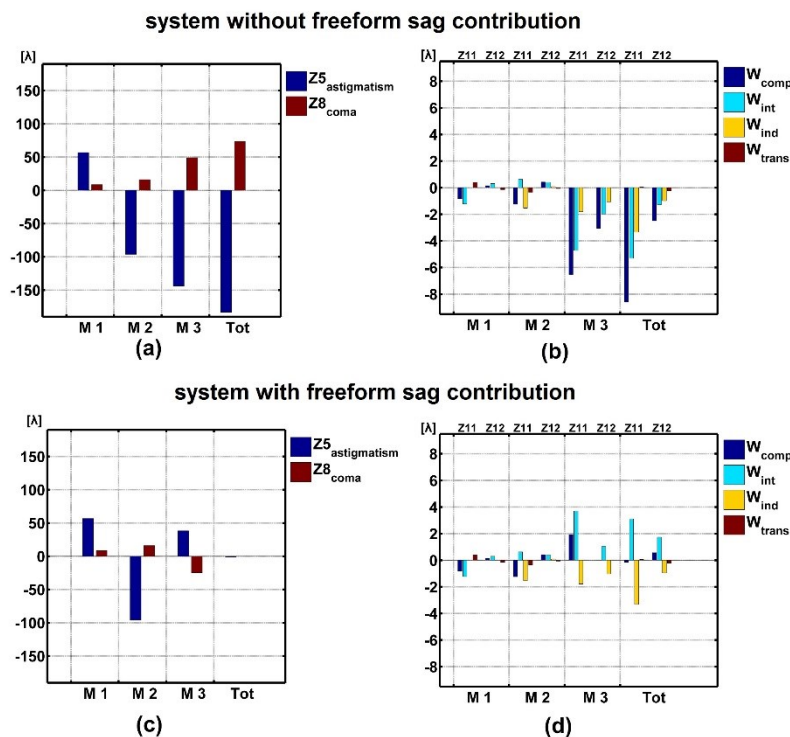 system without freeform sag contribution
[λ]
150
100
50
0
-50
-100
-150
M 1 M 2 M 3 Tot
Z5astigmatism
Z8coma
(a)
Z11 Z12 Z11 Z12 Z11 Z12 Z11 Z12
[λ]
8
6
4
2
0
-2
-4
-6
-8
M 1 M 2 M 3 Tot
Wcomp
Wint
Wind
Wtrans
(b)
system with freeform sag contribution
[λ]
150
100
50
0
-50
-100
-150
M 1 M 2 M 3 Tot
Z5astigmatism
Z8coma
(c)
Z11 Z12 Z11 Z12 Z11 Z12 Z11 Z12
[λ]
8
6
4
2
0
-2
-4
-6
-8
M 1 M 2 M 3 Tot
Wcomp
Wint
Wind
Wtrans
(d)